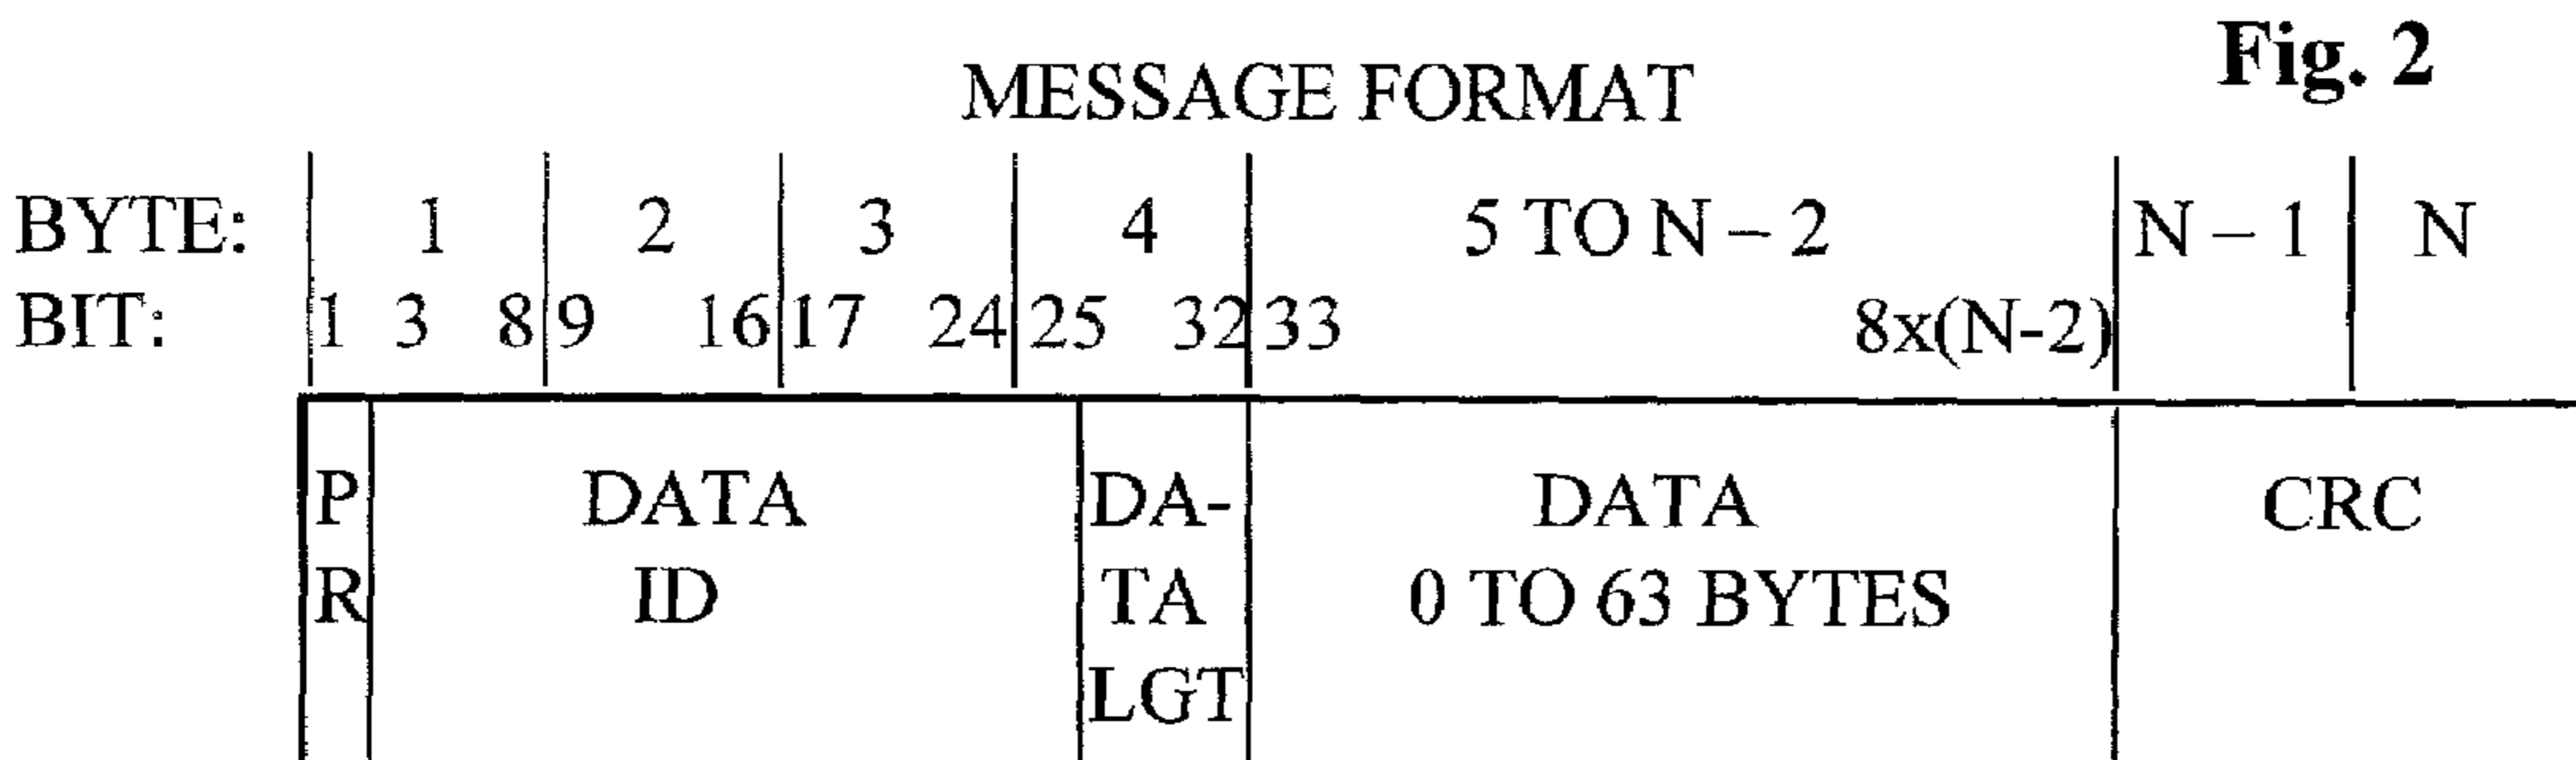 Fig. 2
MESSAGE FORMAT
BYTE: 1 2 3 4 5 TO N – 2 N – 1 N
BIT: 1 3 8 9 16 17 24 25 32 33 8x(N-2)
P DATA DA- DATA CRC
R ID TA 0 TO 63 BYTES
LGT